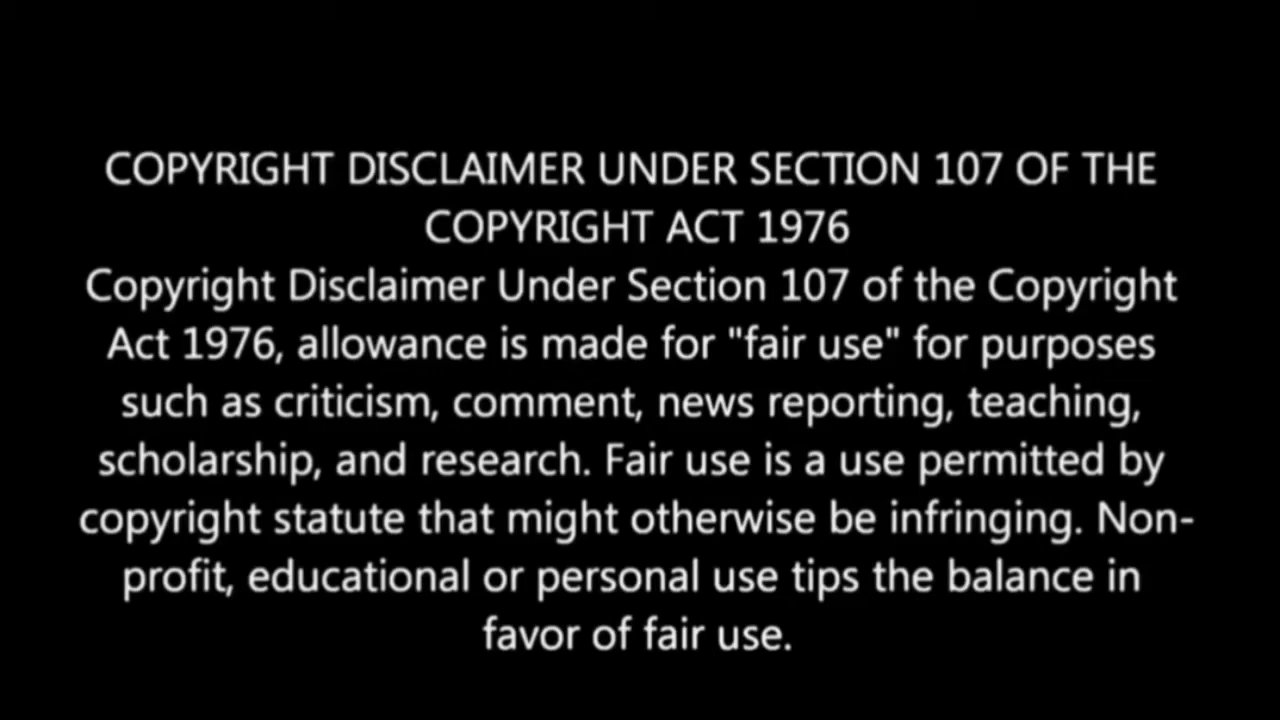 COPYRIGHT DISCLAIMER UNDER SECTION 107 OF THE
COPYRIGHT ACT 1976
Copyright Disclaimer Under Section 107 of the Copyright
Act 1976, allowance is made for "fair use" for purposes
such as criticism, comment, news reporting, teaching,
scholarship, and research. Fair use is a use permitted by
copyright statute that might otherwise be infringing. Non-
profit, educational or personal use tips the balance in
favor of fair use.